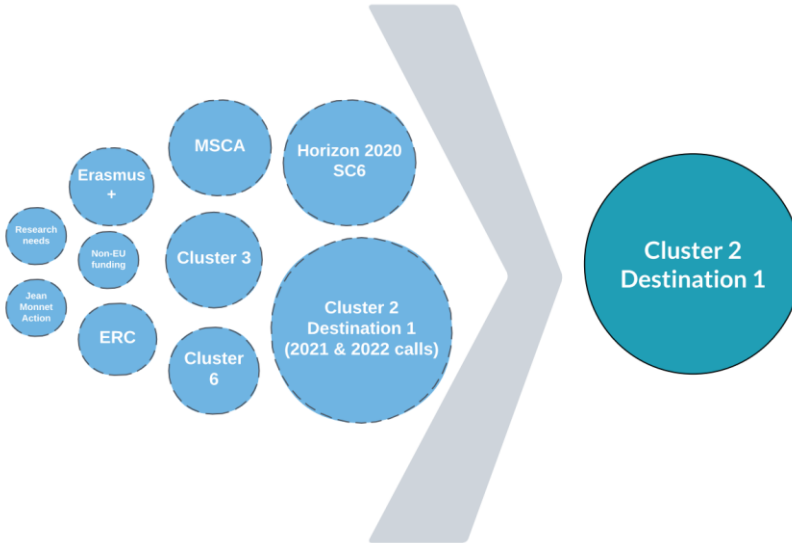 Research
needs
Jean
Monnet
Action
Erasmus
+
Non-EU
funding
ERC
MSCA
Cluster 3
Cluster
6
Horizon 2020
SC6
Cluster 2
Destination 1
(2021 & 2022 calls)
Cluster 2
Destination 1